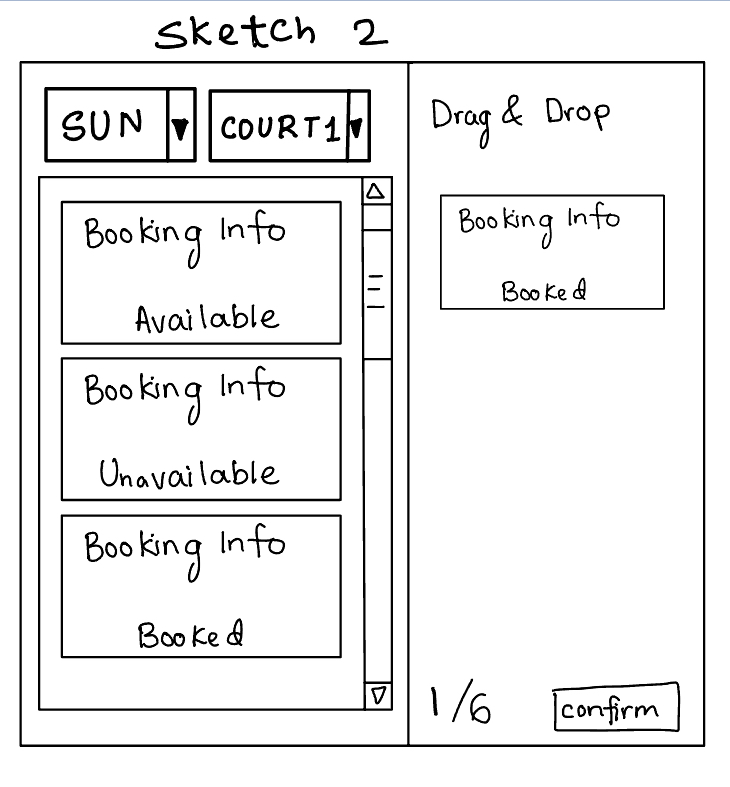 Sketch 2
SUN
COURT1
Booking Info
Available
Booking Info
Unavailable
Booking Info
Booked
Drag & Drop
Booking Info
Booked
1/6
confirm